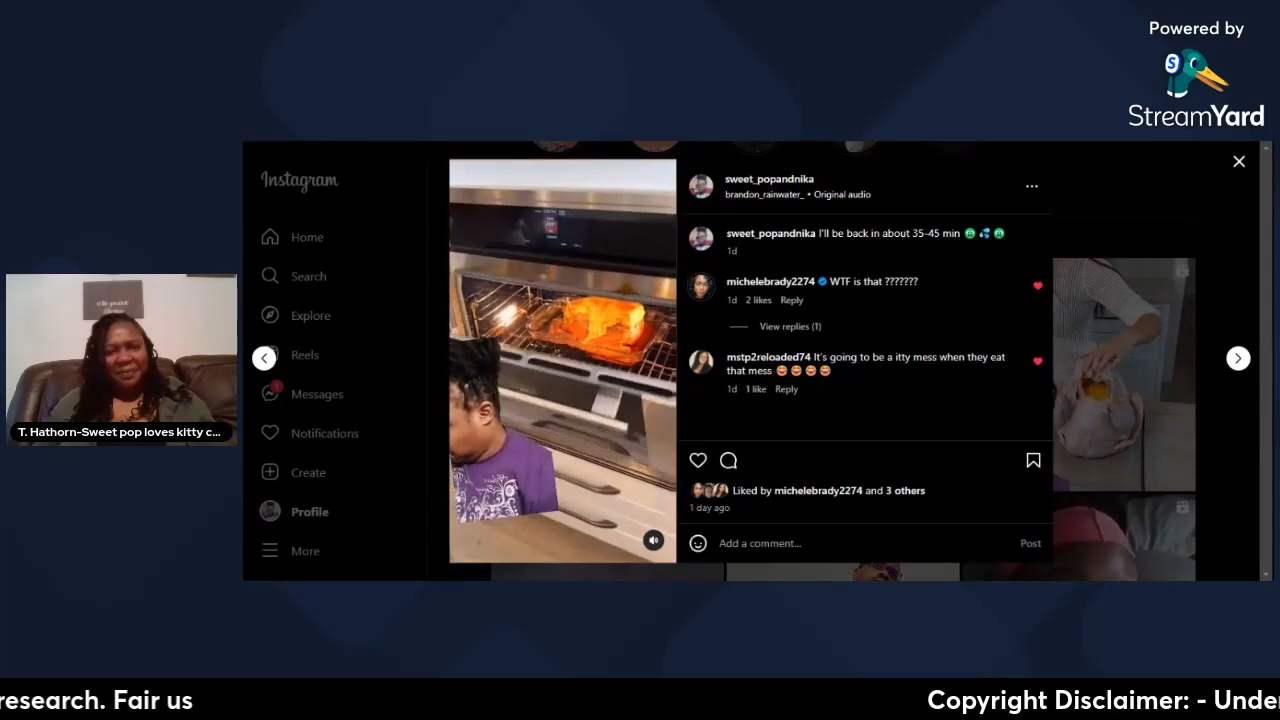 Powered by
StreamYard
Instagram
sweet_popandnika
brandon_rainwater_ • Original audio
Home
sweet_popandnika I'll be back in about 35-45 min 🤮 💦 🤮
1d
Search
michelebrady2274 WTF is that ???????
1d 2 likes Reply
Explore
View replies (1)
Reels
mstp2reloaded74 It's going to be a itty mess when they eat
that mess
1d 1 like Reply
Messages
1
T. Hathorn-Sweet pop loves kitty c...
Notifications
Create
Liked by michelebrady2274 and 3 others
1 day ago
Profile
Add a comment... Post
More
research. Fair us
Copyright Disclaimer: - Unde